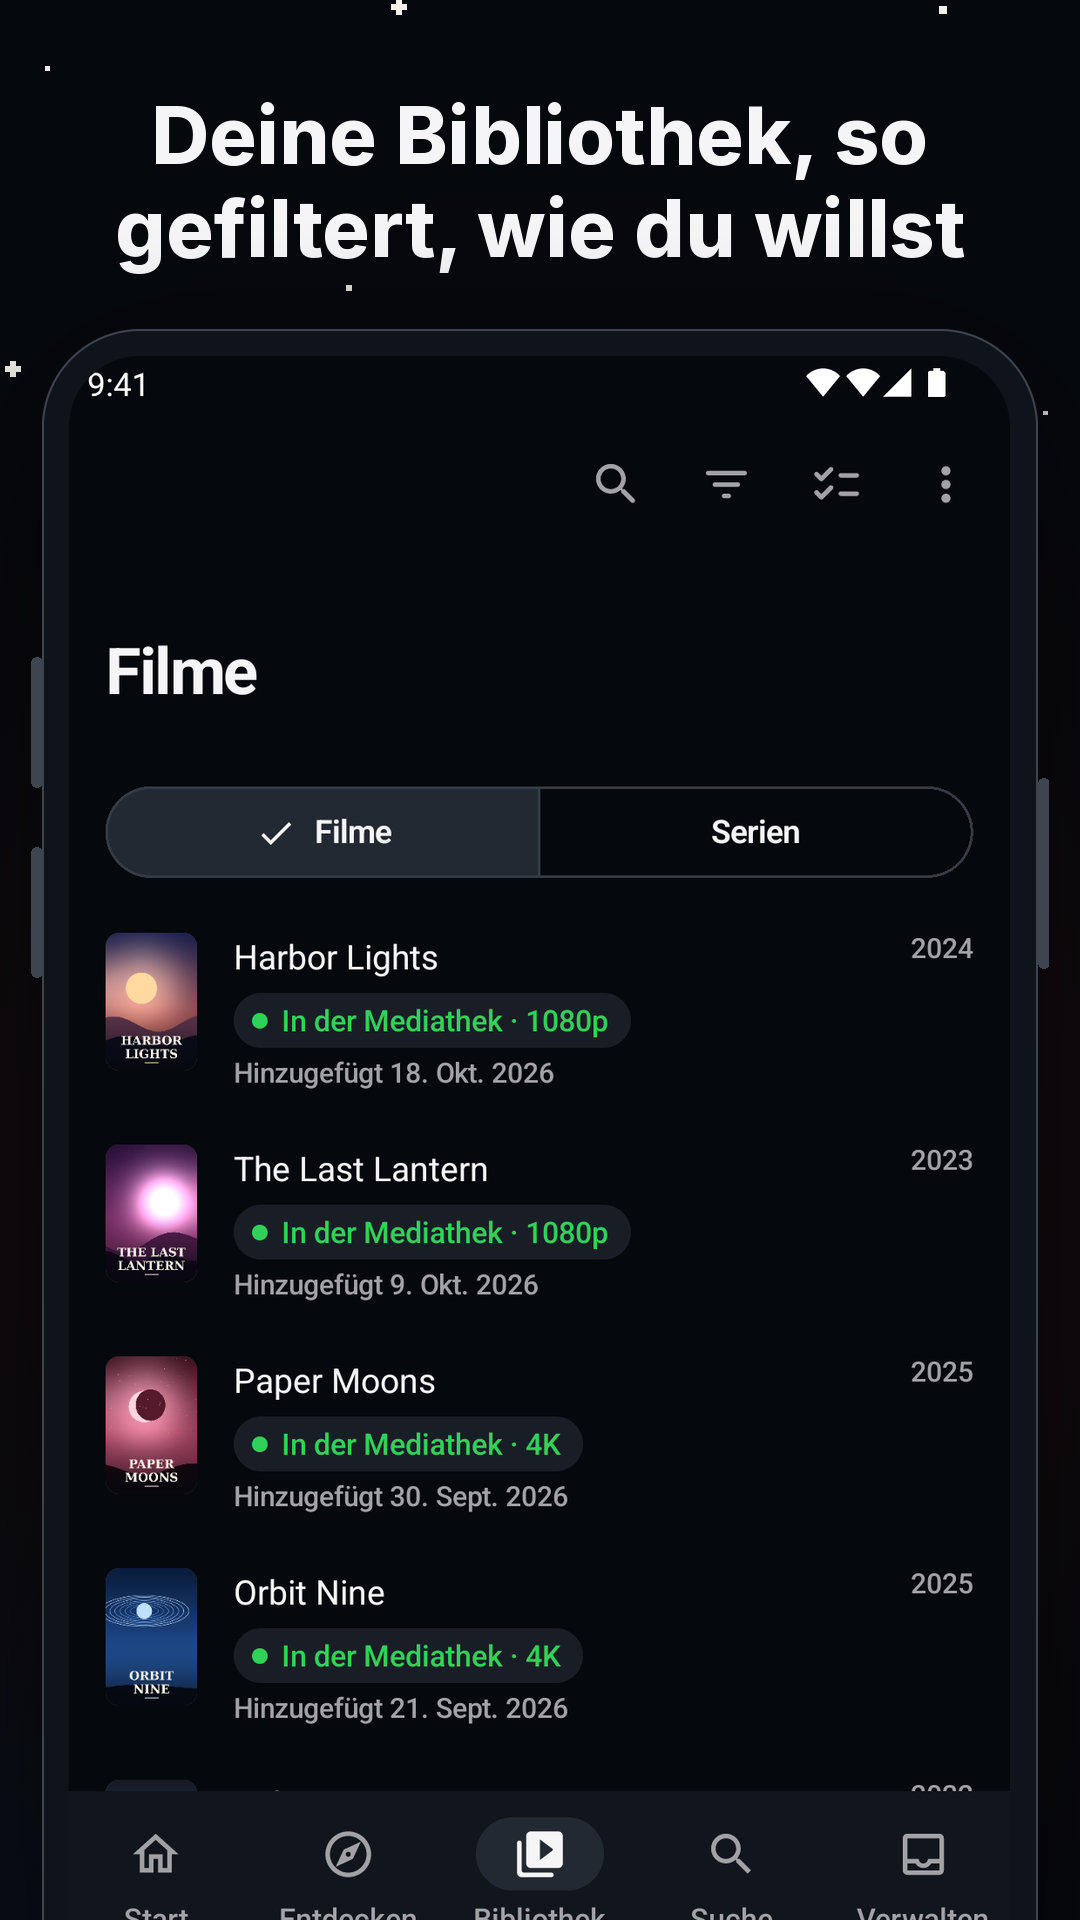 Deine Bibliothek, so
gefiltert, wie du willst
9:41
Filme
Filme
Serien
HARBOR
LIGHTS
Harbor Lights
2024
In der Mediathek · 1080p
Hinzugefügt 18. Okt. 2026
THE LAST
LANTERN
The Last Lantern
2023
In der Mediathek · 1080p
Hinzugefügt 9. Okt. 2026
PAPER
MOONS
Paper Moons
2025
In der Mediathek · 4K
Hinzugefügt 30. Sept. 2026
ORBIT
NINE
Orbit Nine
2025
In der Mediathek · 4K
Hinzugefügt 21. Sept. 2026
Start
Entdecken
Bibliothek
Suche
Verwalten